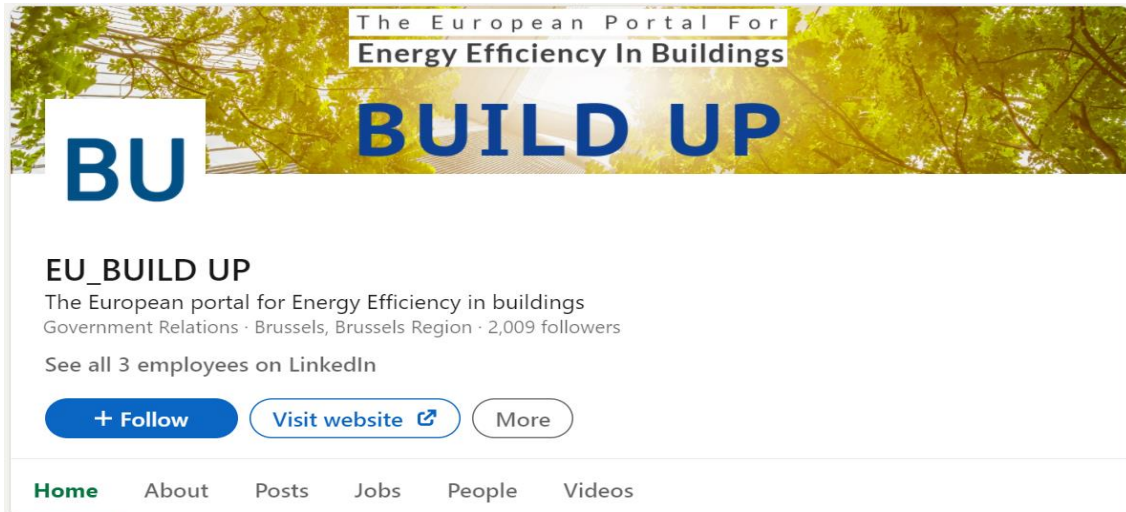 The European Portal For
Energy Efficiency In Buildings
BUILD UP
BU
EU_BUILD UP
The European portal for Energy Efficiency in buildings
Government Relations · Brussels, Brussels Region · 2,009 followers
See all 3 employees on LinkedIn
+ Follow Visit website More
Home About Posts Jobs People Videos